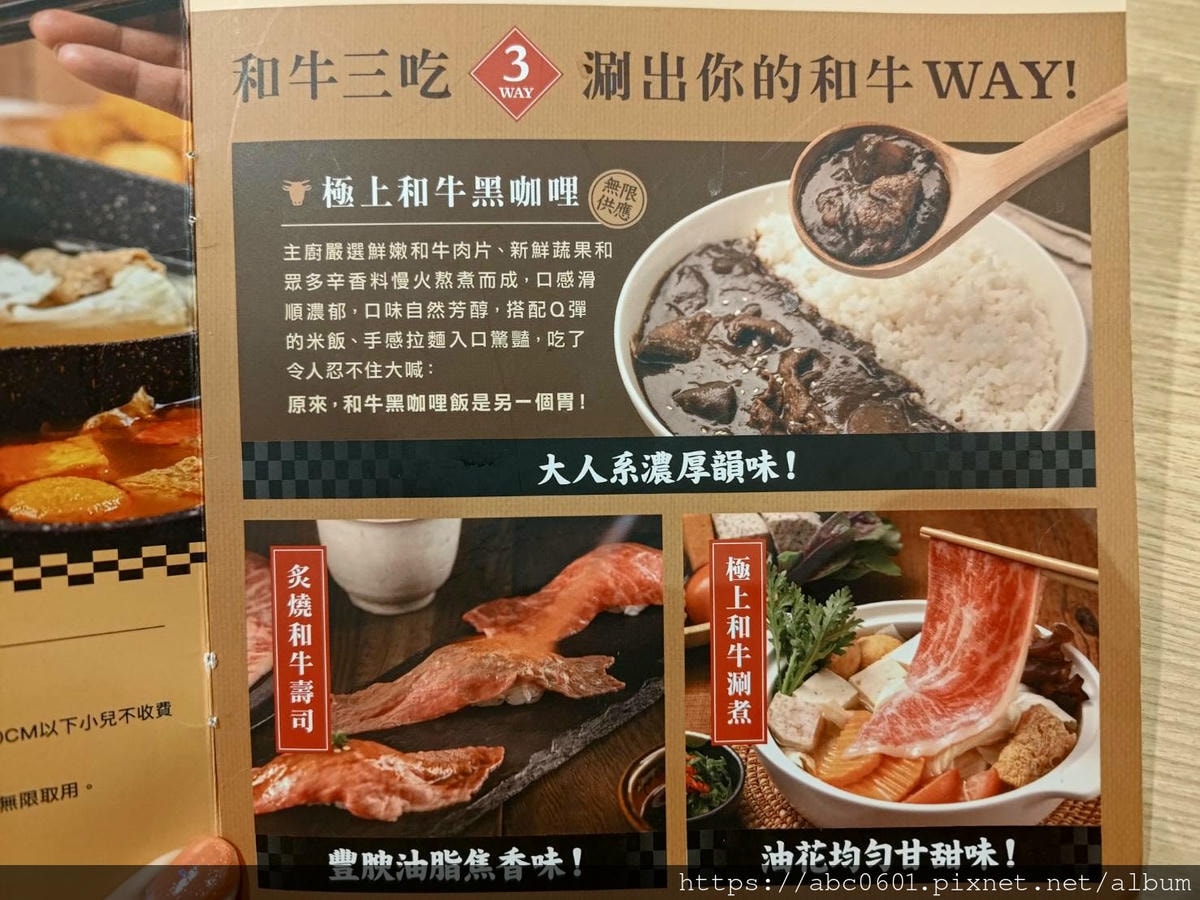 和牛三吃 3 WAY 涮出你的和牛WAY!
極上和牛黑咖哩
無限
供應
主廚嚴選鮮嫩和牛肉片、新鮮蔬果和
眾多辛香料慢火熬煮而成，口感滑
順濃郁，口味自然芳醇，搭配Q彈
的米飯、手感拉麵入口驚豔，吃了
令人忍不住大喊：
原來，和牛黑咖哩飯是另一個胃！
大人系濃厚韻味！
炙燒和牛壽司
豐腴油脂焦香味！
極上和牛涮煮
油花均勻甘甜味！
0CM以下小兒不收費
無限取用。
https://abc0601.pixnet.net/album